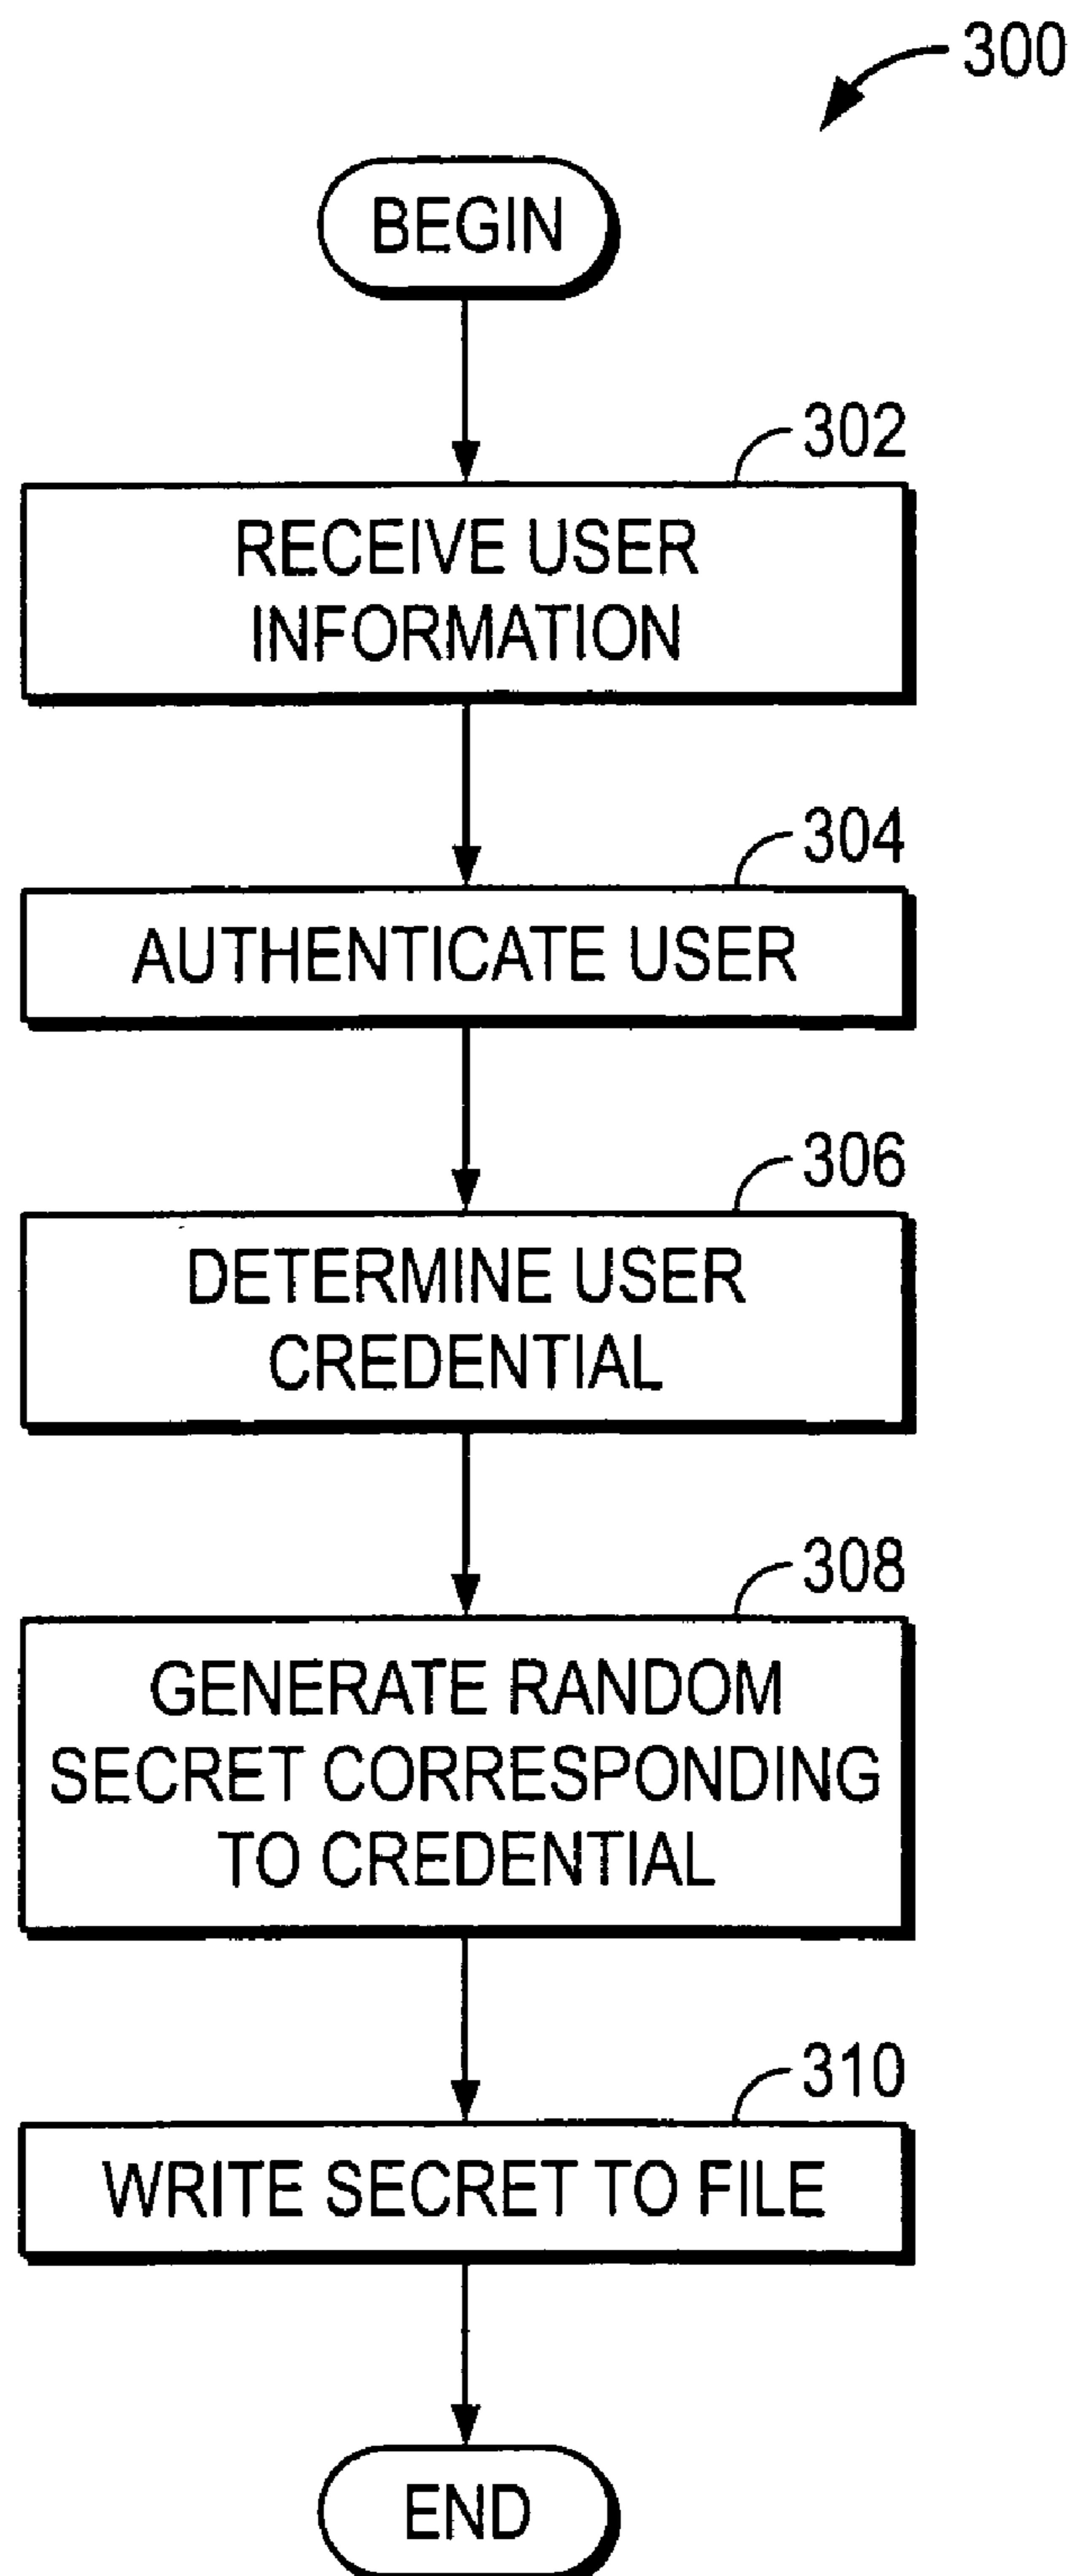 300
BEGIN
302
RECEIVE USER
INFORMATION
304
AUTHENTICATE USER
306
DETERMINE USER
CREDENTIAL
308
GENERATE RANDOM
SECRET CORRESPONDING
TO CREDENTIAL
310
WRITE SECRET TO FILE
END